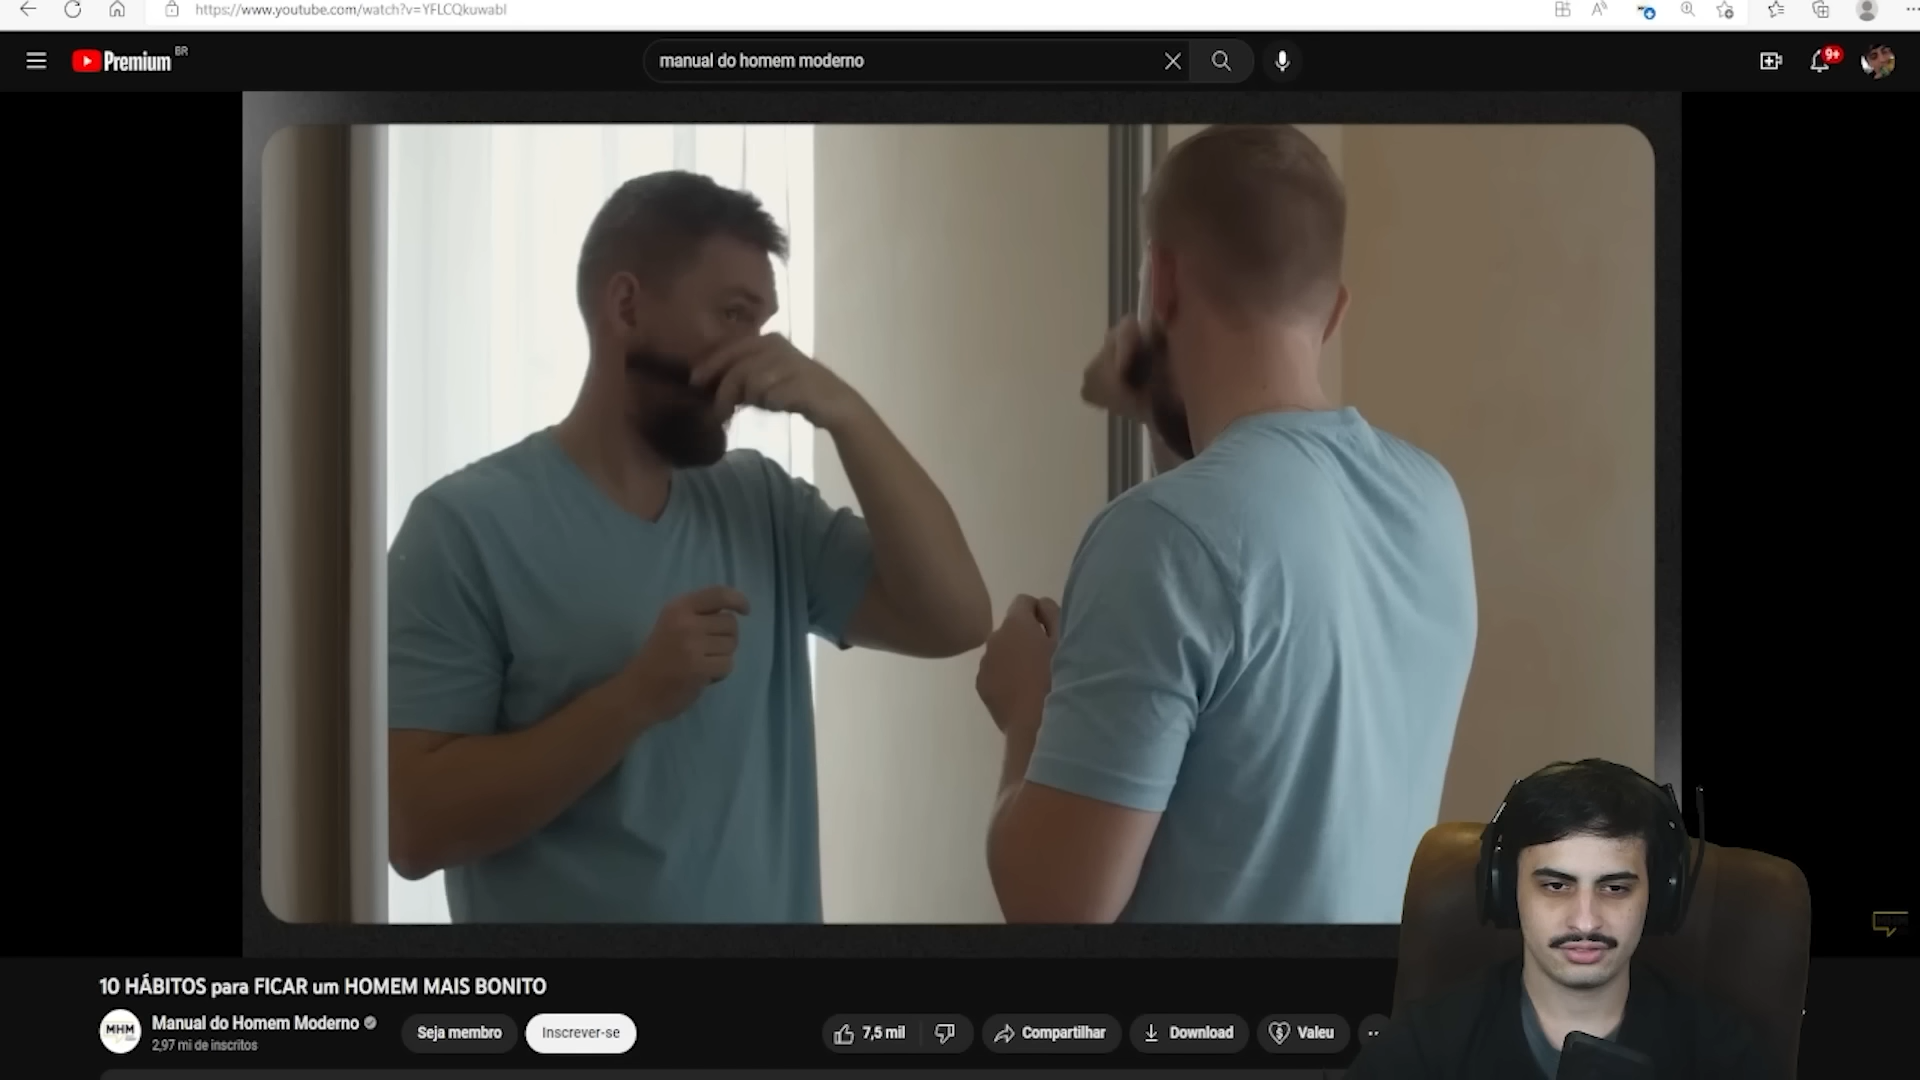 https://www.youtube.com/watch?v=YFLCQkuwabI
Premium BR
manual do homem moderno
9+
10 HÁBITOS para FICAR um HOMEM MAIS BONITO
MHM
Manual do Homem Moderno
2,97 mi de inscritos
Seja membro
Inscrever-se
7,5 mil
Compartilhar
Download
Valeu